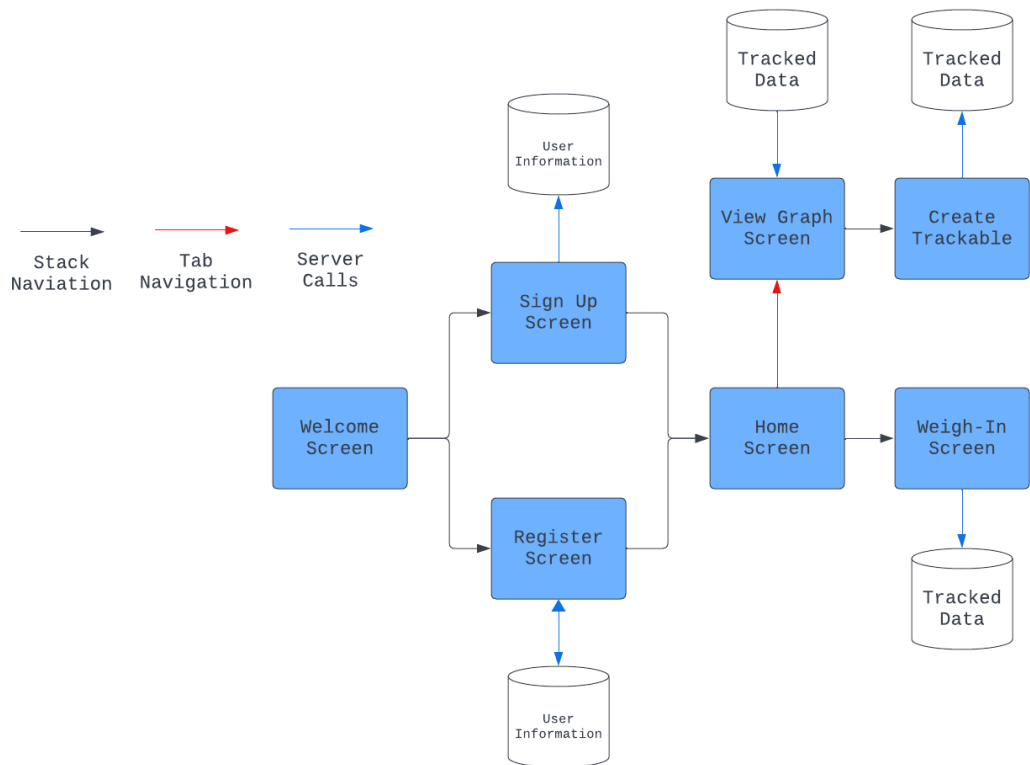 Tracked
Data
Tracked
Data
User
Information
View Graph
Screen
Create
Trackable
Stack
Naviation
Tab
Navigation
Server
Calls
Sign Up
Screen
Welcome
Screen
Home
Screen
Weigh-In
Screen
Register
Screen
Tracked
Data
User
Information